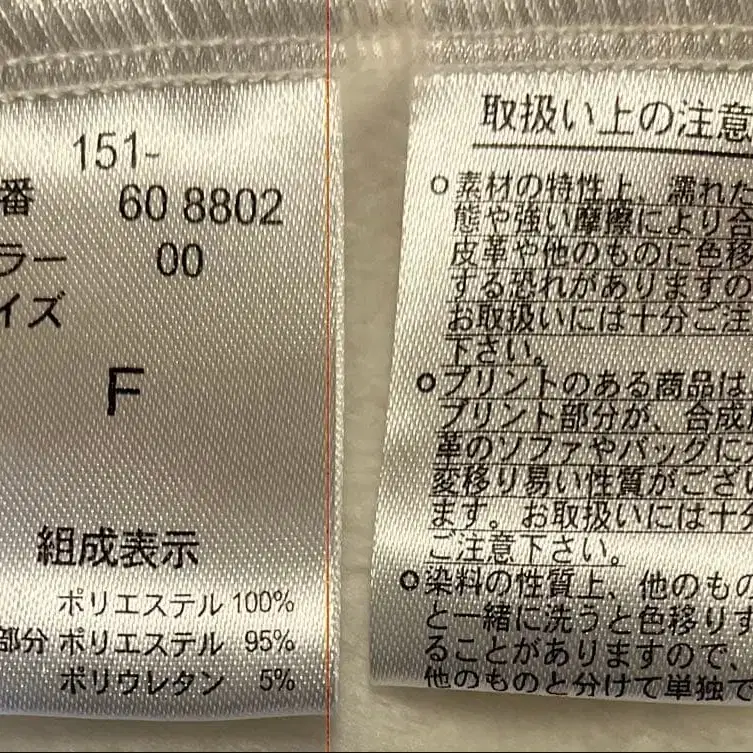 151-
番 60 8802
ラー 00
イズ
F
組成表示
ポリエステル 100%
部分 ポリエステル 95%
ポリウレタン 5%
取扱い上の注意
素材の特性上、濡れた
態や強い摩擦により合
皮革や他のものに色移
する恐れがありますの
お取扱いには十分ご注
下さい。
プリントのある商品は
プリント部分が、合成
革のソファやバッグに
変移り易い性質がござい
ます。お取扱いには十分
ご注意下さい。
染料の性質上、他のもの
と一緒に洗うと色移りす
ることがありますので、
他のものと分けて単独で